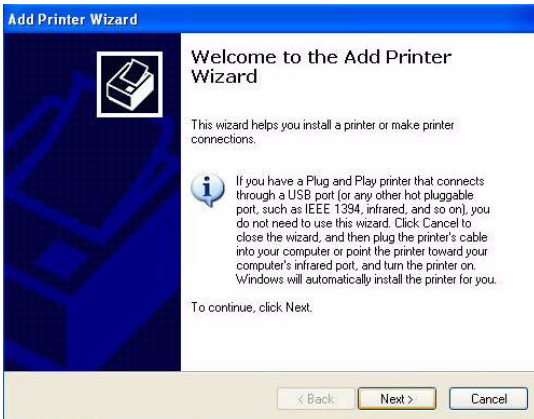 Add Printer Wizard
Welcome to the Add Printer
Wizard
This wizard helps you install a printer or make printer
connections.
If you have a Plug and Play printer that connects
through a USB port (or any other hot pluggable
port, such as IEEE 1394, infrared, and so on), you
do not need to use this wizard. Click Cancel to
close the wizard, and then plug the printer's cable
into your computer or point the printer toward your
computer's infrared port, and turn the printer on.
Windows will automatically install the printer for you.
To continue, click Next.
< Back
Next >
Cancel